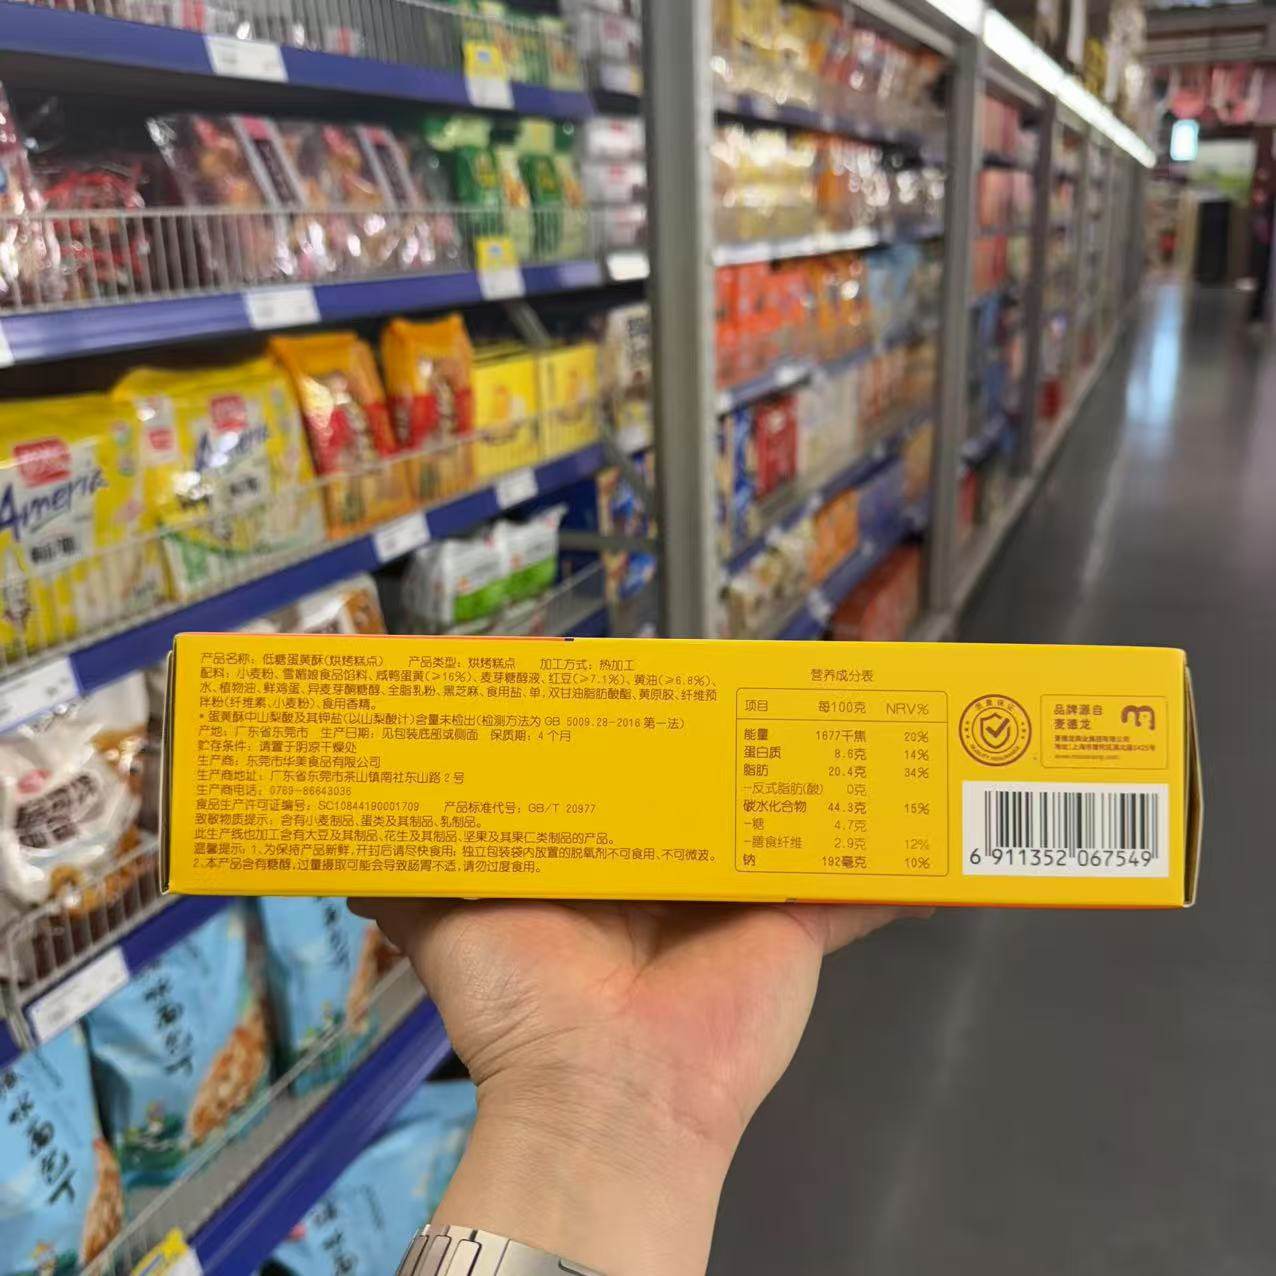 产品名称：低糖蛋黄酥（烘烤糕点） 产品类型：烘烤糕点 加工方式：热加工
配料：小麦粉、雪媚娘食品馅料、咸鸭蛋黄（≥16%）、麦芽糖醇液、红豆（≥7.1%）、黄油（≥6.8%）、
水、植物油、鲜鸡蛋、异麦芽酮糖醇、全脂乳粉、黑芝麻、食用盐、单，双甘油脂肪酸酯、黄原胶、纤维预
拌粉（纤维素、小麦粉）、食用香精。
* 蛋黄酥中山梨酸及其钾盐（以山梨酸计）含量未检出（检测方法为 GB 5009.28-2016 第一法）
产地：广东省东莞市 生产日期：见包装底部或侧面 保质期：4 个月
贮存条件：请置于阴凉干燥处
生产商：东莞市华美食品有限公司
生产商地址：广东省东莞市茶山镇南社东山路 2 号
生产商电话：0769-86643036
食品生产许可证编号：SC10844190001709 产品标准代号：GB/T 20977
致敏物质提示：含有小麦制品、蛋类及其制品、乳制品。
此生产线也加工含有大豆及其制品、花生及其制品、坚果及其果仁类制品的产品。
温馨提示：1、为保持产品新鲜，开封后请尽快食用；独立包装袋内放置的脱氧剂不可食用、不可微波。
2、本产品含有糖醇，过量摄取可能会导致肠胃不适，请勿过度食用。
营养成分表
项目 每100克 NRV%
能量 1677千焦 20%
蛋白质 8.6克 14%
脂肪 20.4克 34%
-反式脂肪（酸） 0克
碳水化合物 44.3克 15%
-糖 4.7克
-膳食纤维 2.9克 12%
钠 192毫克 10%
品牌源自
麦德龙
6 911352 067549
Ameria